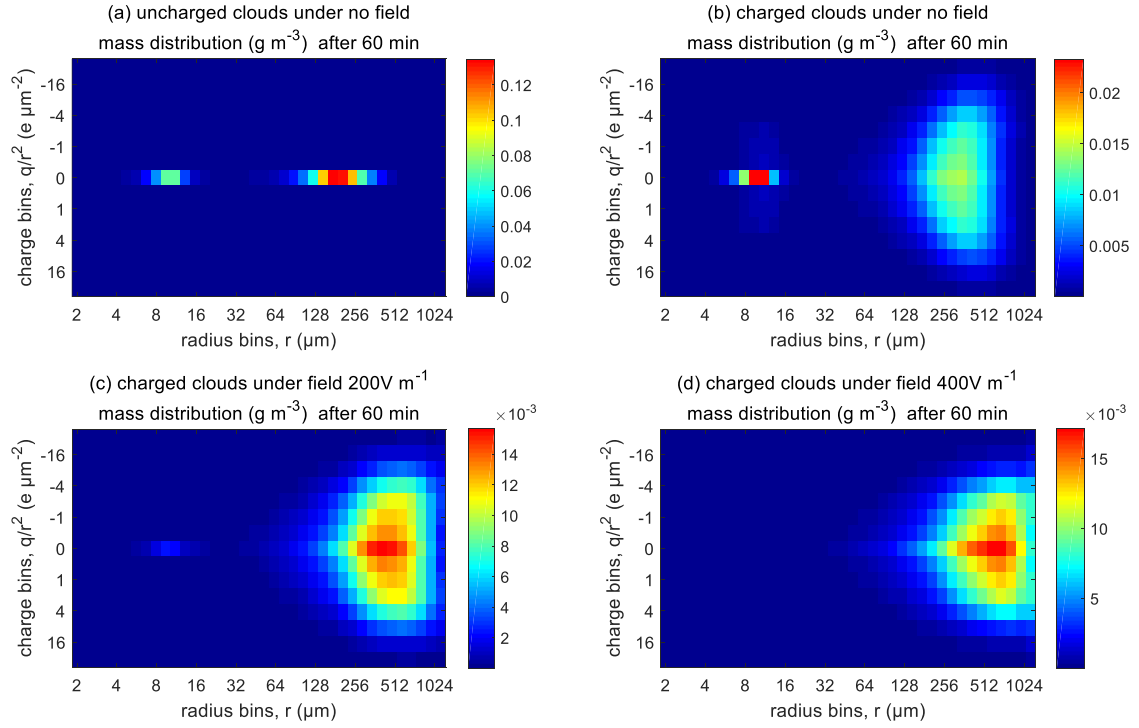 (a) uncharged clouds under no field
mass distribution (g m⁻³) after 60 min
charge bins, q/r² (e µm⁻²)
-16
-4
-1
0
1
4
16
2 4 8 16 32 64 128 256 512 1024
radius bins, r (µm)
0.12
0.1
0.08
0.06
0.04
0.02
0
(b) charged clouds under no field
mass distribution (g m⁻³) after 60 min
charge bins, q/r² (e µm⁻²)
-16
-4
-1
0
1
4
16
2 4 8 16 32 64 128 256 512 1024
radius bins, r (µm)
0.02
0.015
0.01
0.005
(c) charged clouds under field 200V m⁻¹
mass distribution (g m⁻³) after 60 min
charge bins, q/r² (e µm⁻²)
-16
-4
-1
0
1
4
16
2 4 8 16 32 64 128 256 512 1024
radius bins, r (µm)
×10⁻³
14
12
10
8
6
4
2
(d) charged clouds under field 400V m⁻¹
mass distribution (g m⁻³) after 60 min
charge bins, q/r² (e µm⁻²)
-16
-4
-1
0
1
4
16
2 4 8 16 32 64 128 256 512 1024
radius bins, r (µm)
×10⁻³
15
10
5